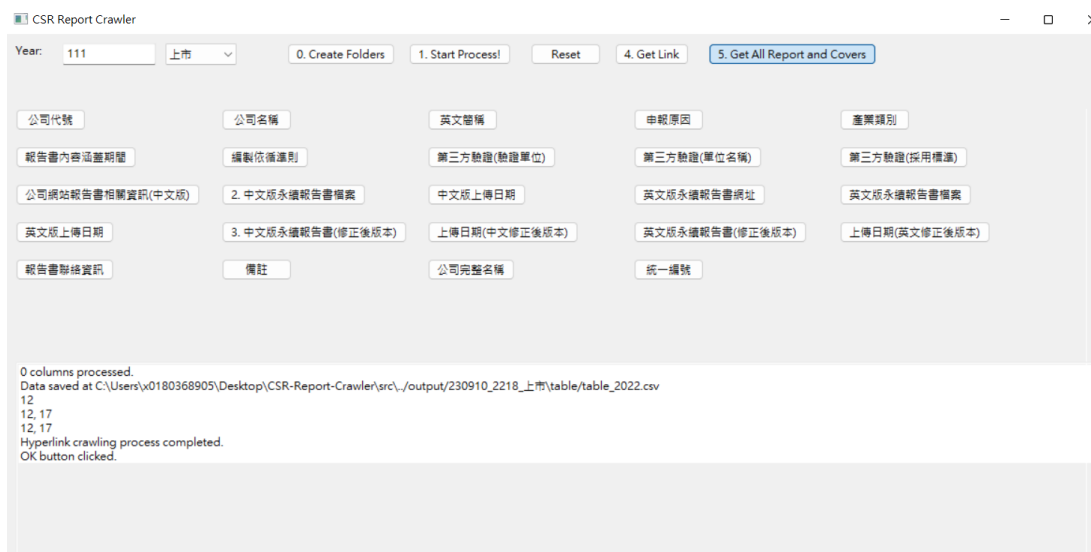 CSR Report Crawler
Year: 111 上市 0. Create Folders 1. Start Process! Reset 4. Get Link 5. Get All Report and Covers
公司代號 公司名稱 英文簡稱 申報原因 產業類別
報告書內容涵蓋期間 編製依循準則 第三方驗證(驗證單位) 第三方驗證(單位名稱) 第三方驗證(採用標準)
公司網站報告書相關資訊(中文版) 2. 中文版永續報告書檔案 中文版上傳日期 英文版永續報告書網址 英文版永續報告書檔案
英文版上傳日期 3. 中文版永續報告書(修正後版本) 上傳日期(中文修正後版本) 英文版永續報告書(修正後版本) 上傳日期(英文修正後版本)
報告書聯絡資訊 備註 公司完整名稱 統一編號
0 columns processed.
Data saved at C:\Users\x0180368905\Desktop\CSR-Report-Crawler\src\../output/230910_2218_上市\table/table_2022.csv
12
12, 17
12, 17
Hyperlink crawling process completed.
OK button clicked.